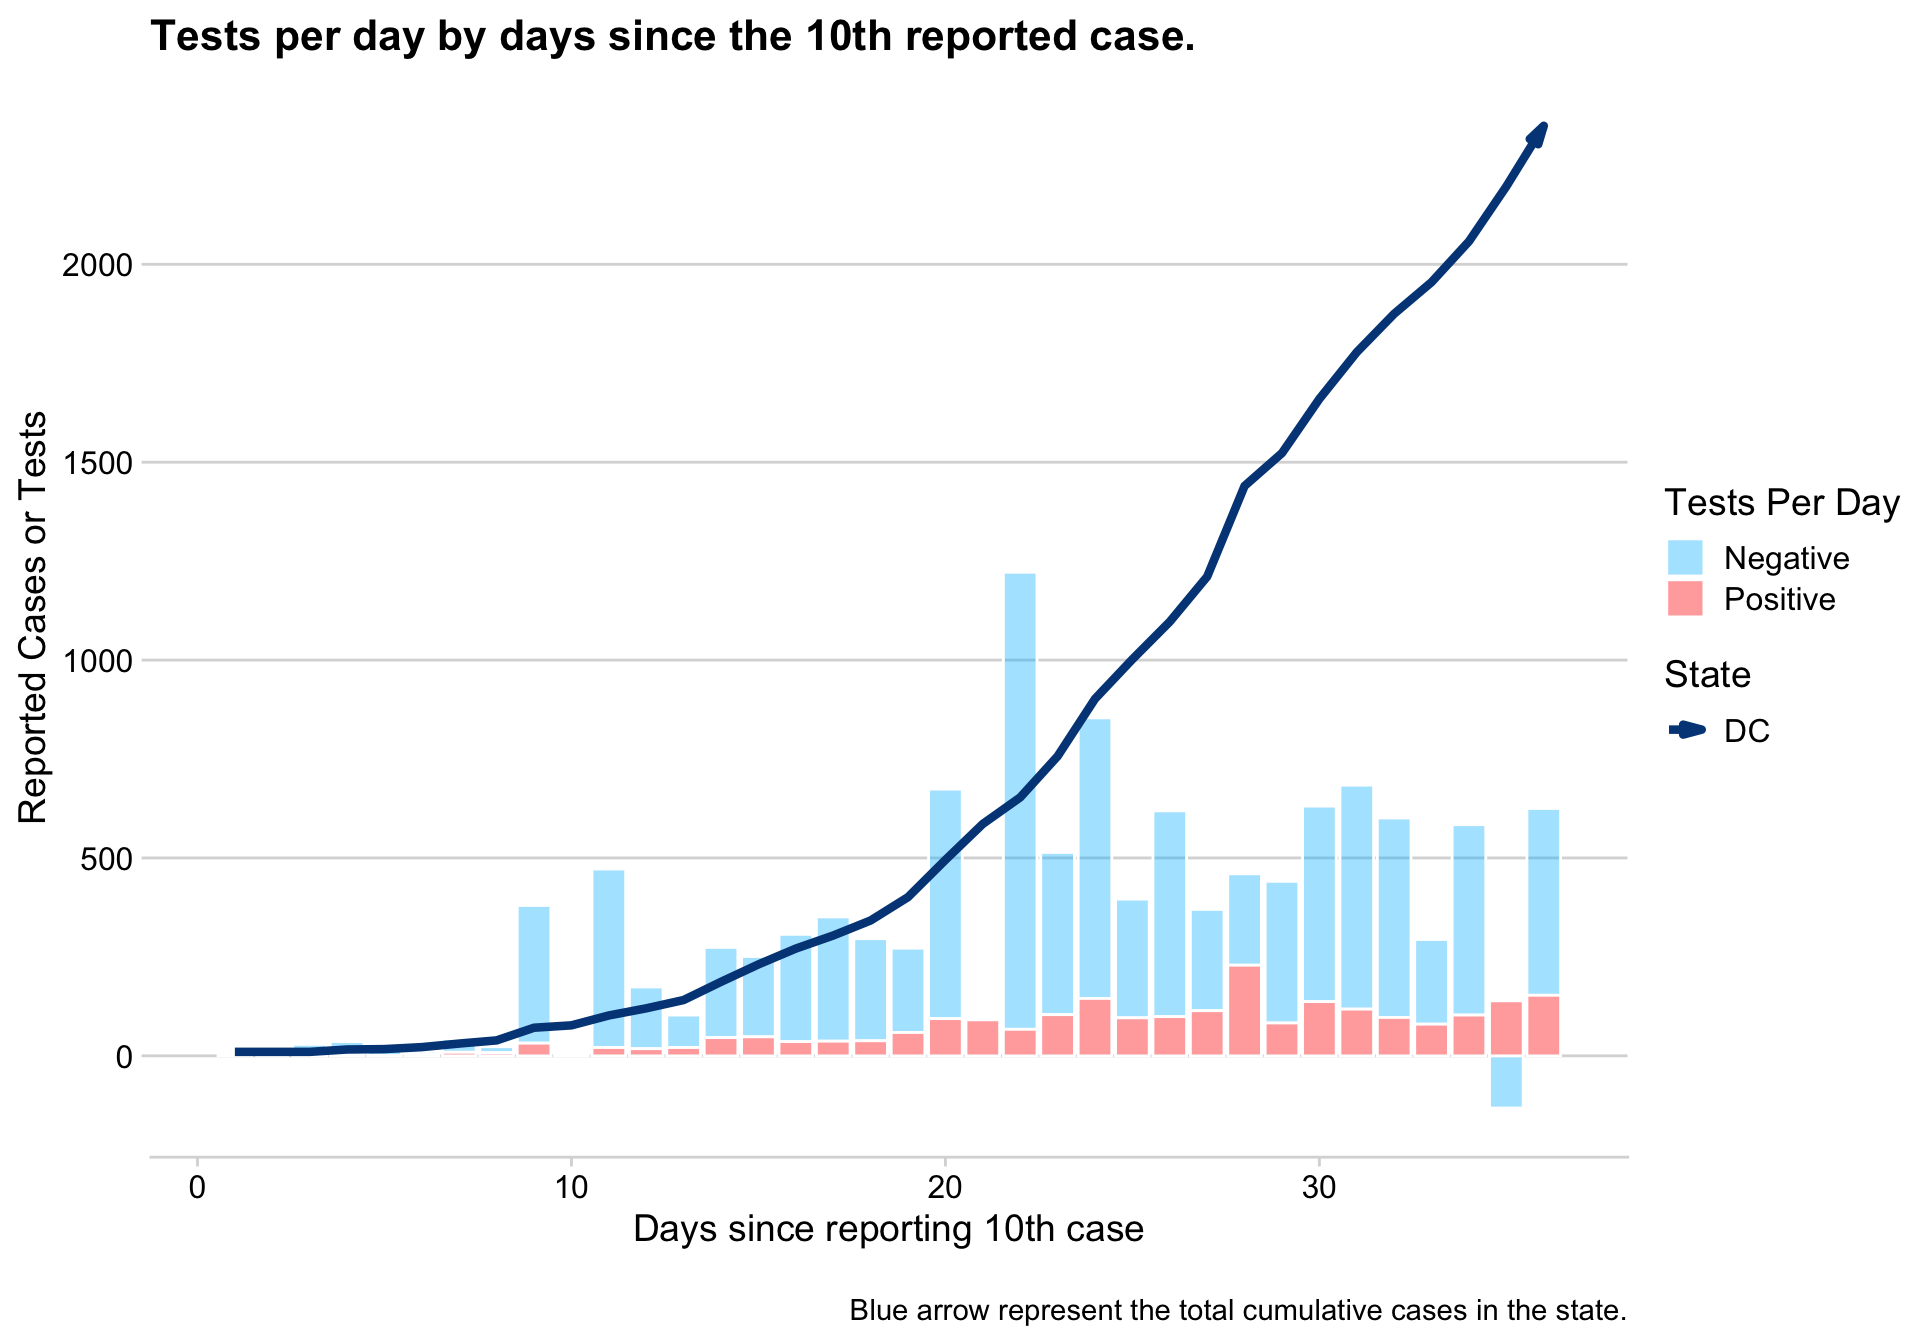 Tests per day by days since the 10th reported case.
Reported Cases or Tests
2000
1500
1000
500
0
0
10
20
30
Days since reporting 10th case
Tests Per Day
Negative
Positive
State
DC
Blue arrow represent the total cumulative cases in the state.